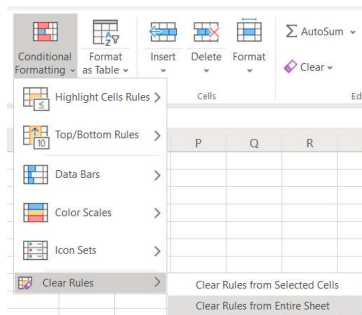 Conditional Formatting
Format as Table
Insert
Delete
Format
AutoSum
Clear
Cells
Ed
Highlight Cells Rules
Top/Bottom Rules
10
P Q R
Data Bars
Color Scales
Icon Sets
Clear Rules
Clear Rules from Selected Cells
Clear Rules from Entire Sheet